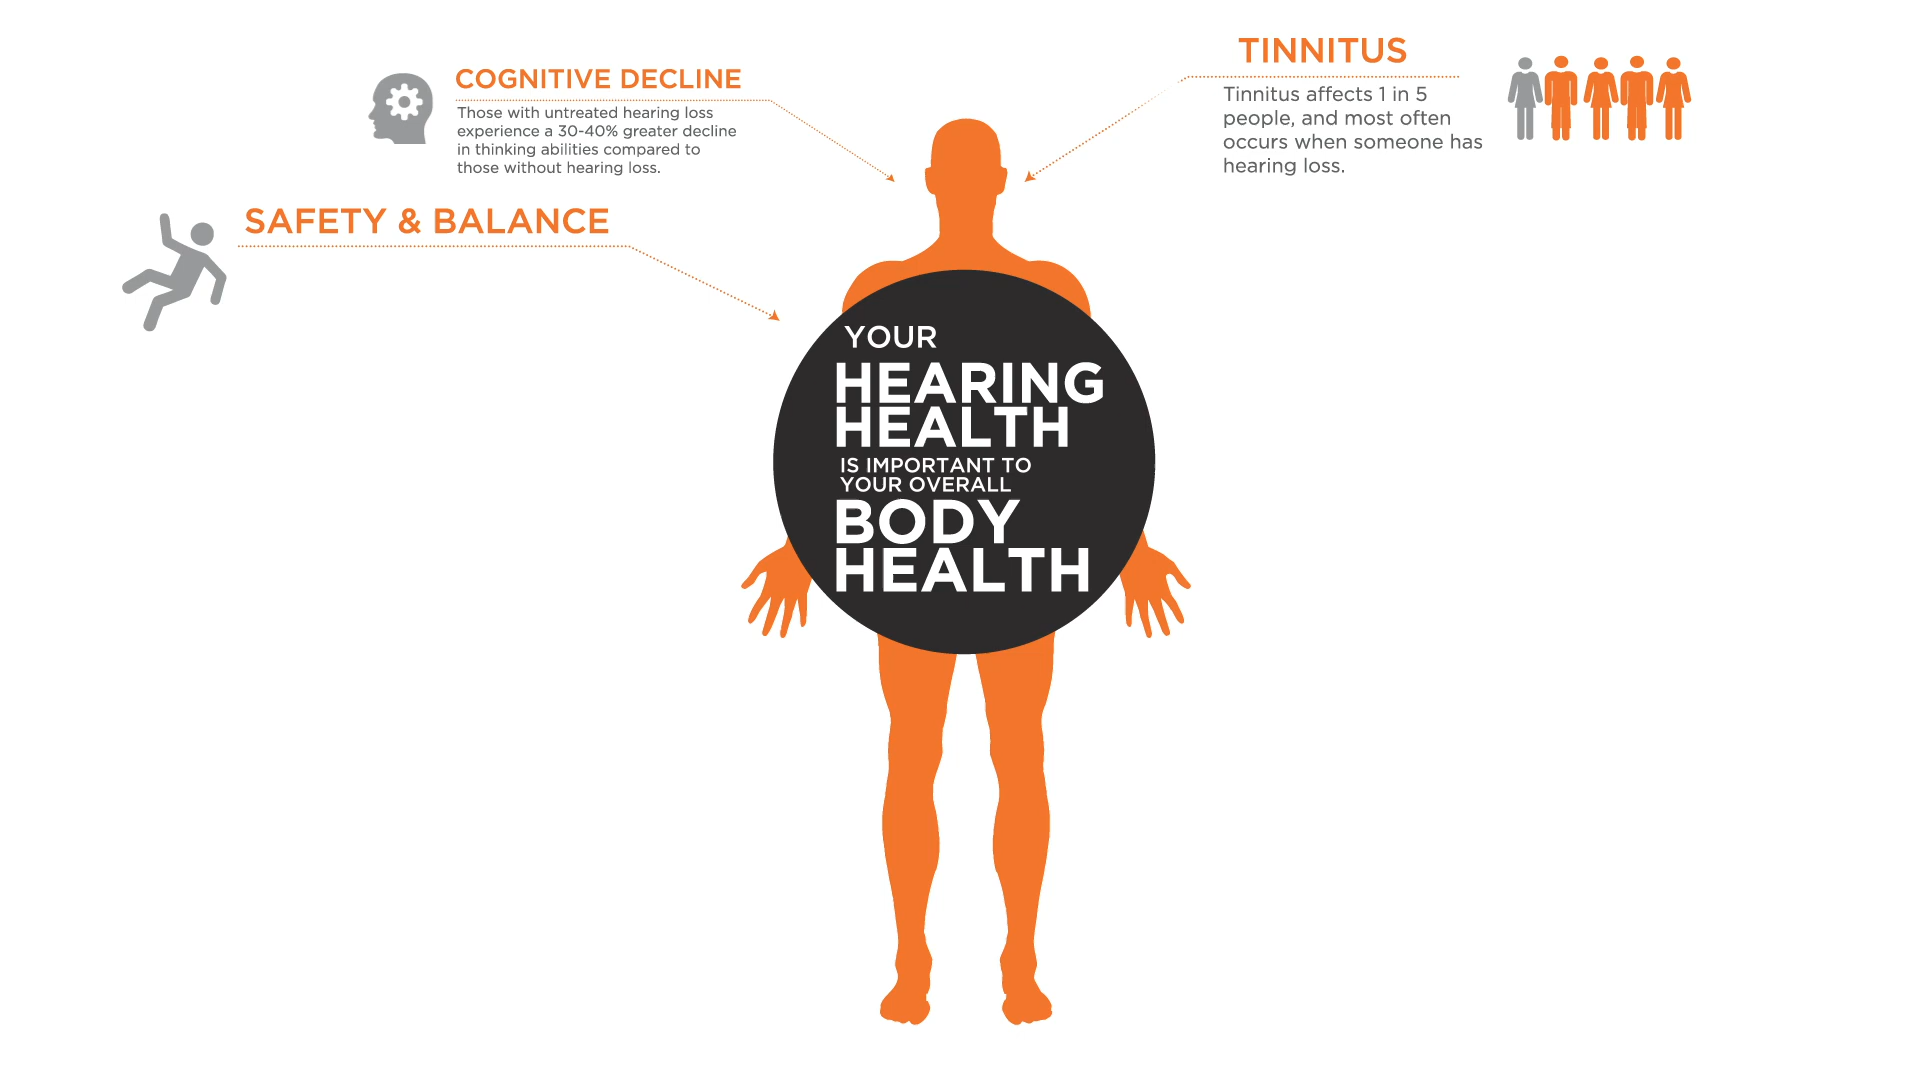 COGNITIVE DECLINE
Those with untreated hearing loss
experience a 30-40% greater decline
in thinking abilities compared to
those without hearing loss.
TINNITUS
Tinnitus affects 1 in 5
people, and most often
occurs when someone has
hearing loss.
SAFETY & BALANCE
YOUR
HEARING
HEALTH
IS IMPORTANT TO
YOUR OVERALL
BODY
HEALTH